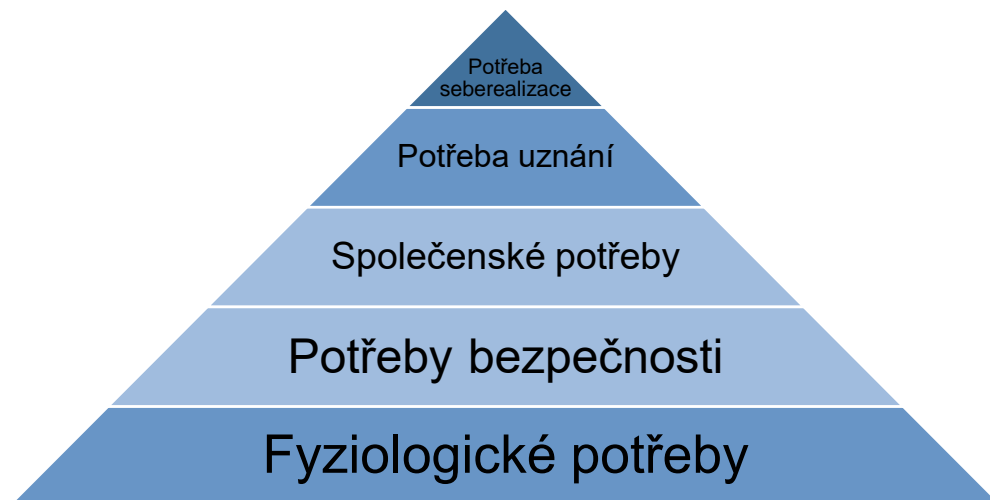 Potřeba
seberealizace
Potřeba uznání
Společenské potřeby
Potřeby bezpečnosti
Fyziologické potřeby